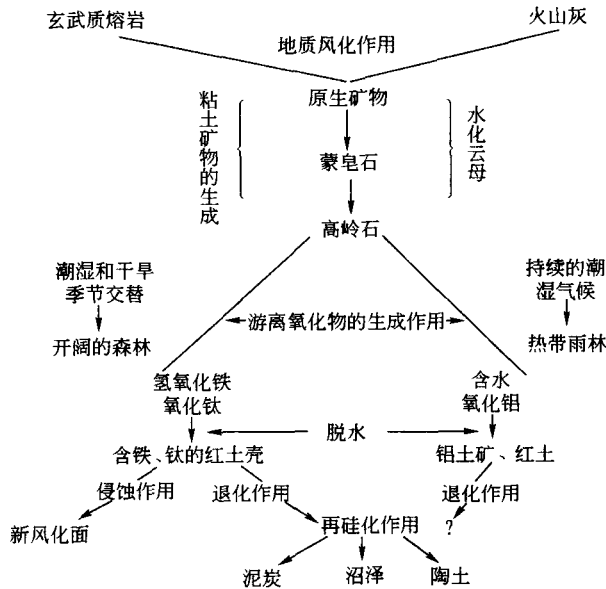 玄武质熔岩
火山灰
地质风化作用
原生矿物
粘土矿物的生成
水化云母
蒙皂石
高岭石
潮湿和干旱
季节交替
持续的潮
湿气候
游离氧化物的生成作用
开阔的森林
热带雨林
氢氧化铁
氧化钛
含水
氧化铝
脱水
含铁、钛的红土壳
铝土矿、红土
侵蚀作用
退化作用
退化作用
新风化面
再硅化作用
?
泥炭
沼泽
陶土